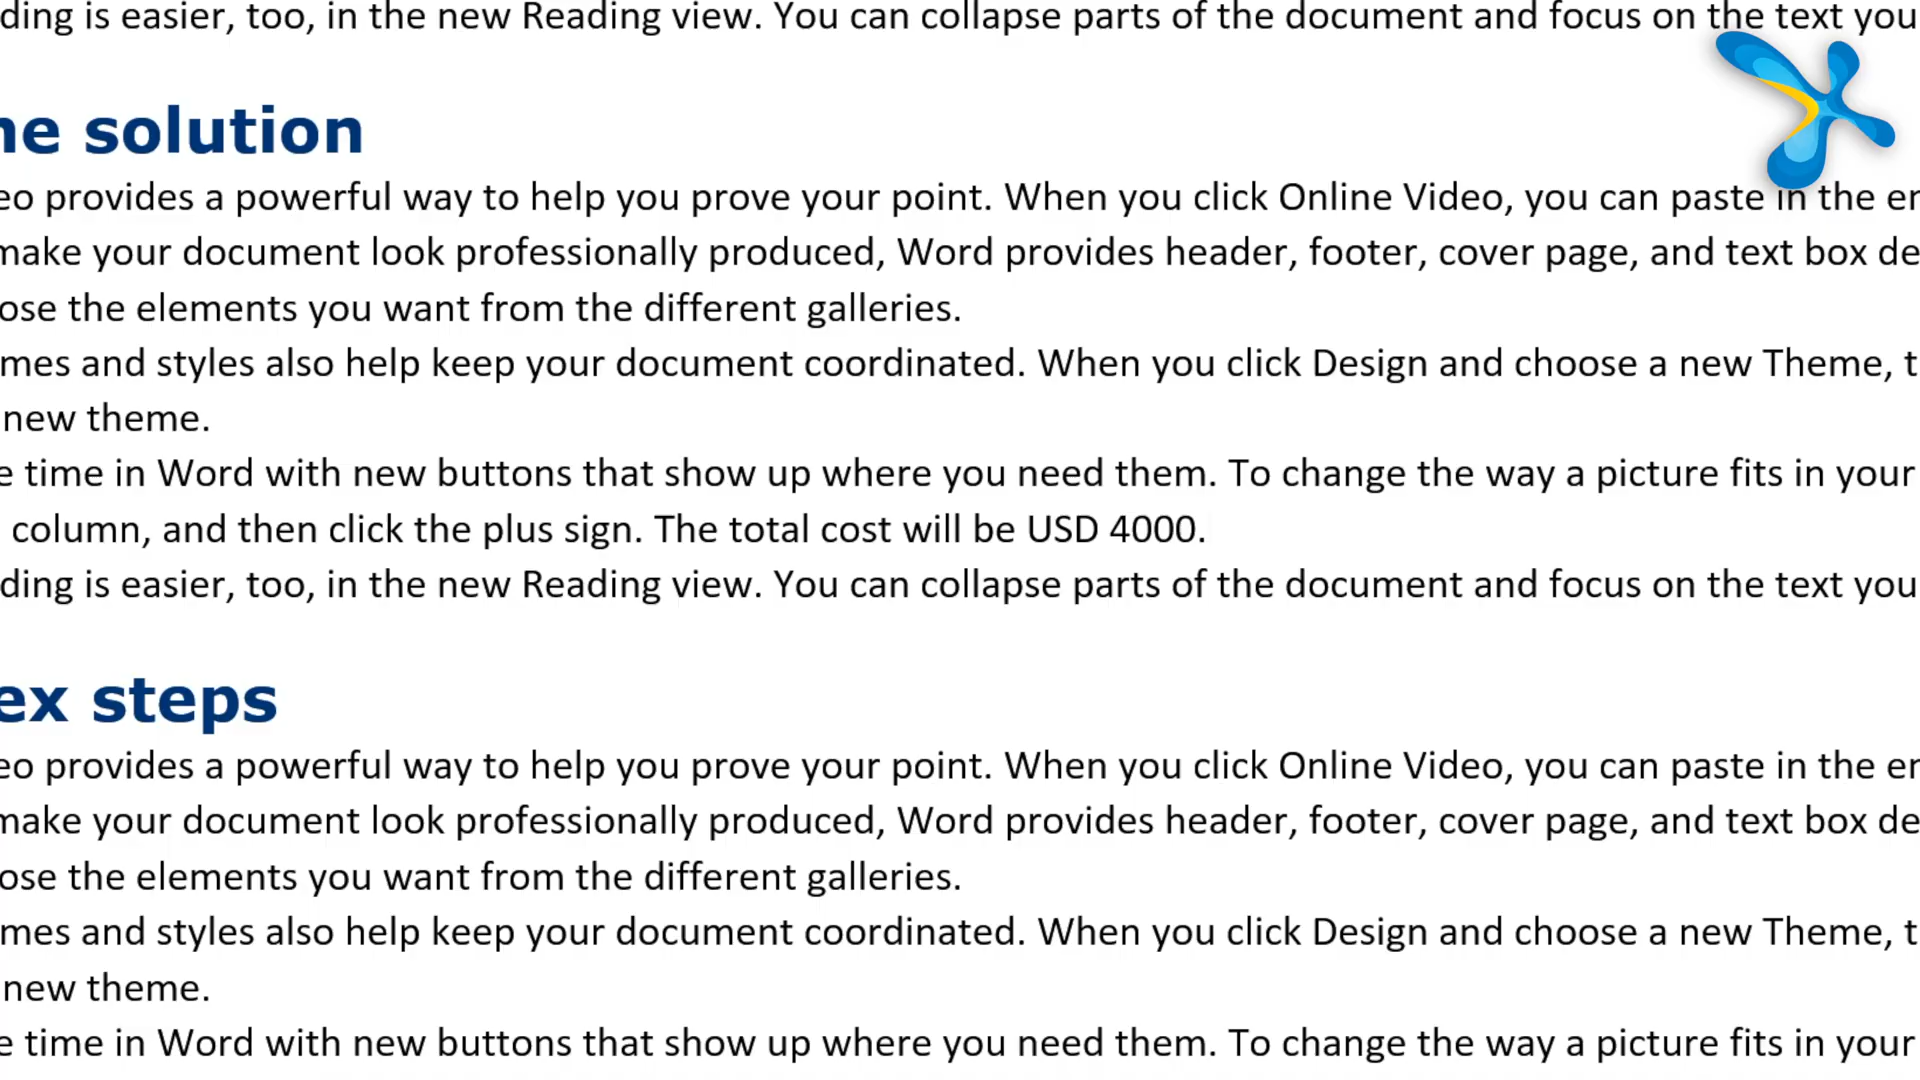 ding is easier, too, in the new Reading view. You can collapse parts of the document and focus on the text you
he solution
eo provides a powerful way to help you prove your point. When you click Online Video, you can paste in the en
make your document look professionally produced, Word provides header, footer, cover page, and text box de
ose the elements you want from the different galleries.
mes and styles also help keep your document coordinated. When you click Design and choose a new Theme, t
new theme.
e time in Word with new buttons that show up where you need them. To change the way a picture fits in your
column, and then click the plus sign. The total cost will be USD 4000.
ding is easier, too, in the new Reading view. You can collapse parts of the document and focus on the text you
ex steps
eo provides a powerful way to help you prove your point. When you click Online Video, you can paste in the en
make your document look professionally produced, Word provides header, footer, cover page, and text box de
ose the elements you want from the different galleries.
mes and styles also help keep your document coordinated. When you click Design and choose a new Theme, t
new theme.
e time in Word with new buttons that show up where you need them. To change the way a picture fits in your